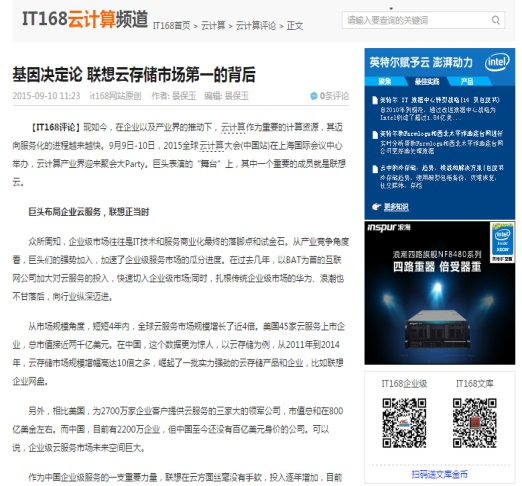 IT168云计算频道
IT168首页 > 云计算 > 云计算评论 > 正文
请输入要查询的关键词
基因决定论 联想云存储市场第一的背后
2015-09-10 11:23 it168网站原创 作者: 景保玉 编辑: 景保玉
0条评论
【IT168评论】现如今，在企业以及产业界的推动下，云计算作为重要的计算资源，其迈
向服务化的进程越来越快。9月9日-10日，2015全球云计算大会(中国站)在上海国际会议中心
举办，云计算产业界迎来聚会大Party。巨头表演的“舞台”上，其中一个重要的成员就是联想
云。
巨头布局企业云服务，联想正当时
众所周知，企业级市场往往是IT技术和服务商业化最终的落脚点和试金石。从产业竞争角度
看，巨头们的强势加入，加速了企业级服务市场的瓜分进度。在过去几年，以BAT为首的互联
网公司加大对云服务的投入，快速切入企业级市场;同时，扎根传统企业级市场的华为、浪潮也
不甘落后，向行业纵深迈进。
从市场规模角度，短短4年内，全球云服务市场规模增长了近4倍。美国45家云服务上市企
业，总市值接近两千亿美元。在中国，这个数据更为惊人，以云存储为例，从2011年到2014
年，云存储市场规模增幅高达10倍之多，崛起了一批实力强劲的云存储产品和企业，比如联想
企业网盘。
另外，相比美国，为2700万家企业客户提供云服务的三家大的领军公司，市值总和在800
亿美金左右。而中国，目前有2200万企业，但中国至今还没有百亿美元身价的公司。可以
说，企业级云服务市场未来空间巨大。
作为中国企业级服务的一支重要力量，联想在云方面丝毫没有手软，投入逐年增加，目前
英特尔赋予云 澎湃动力
intel
聚焦 最佳实践 产品
英特尔 IT 数据中心转型战略(16 页白皮书)
更多知识
inspur 浪潮
浪潮四路旗舰NF8480系列
四路重器 倍受器重
XEON
IT168企业级 IT168文库
扫码送文库金币